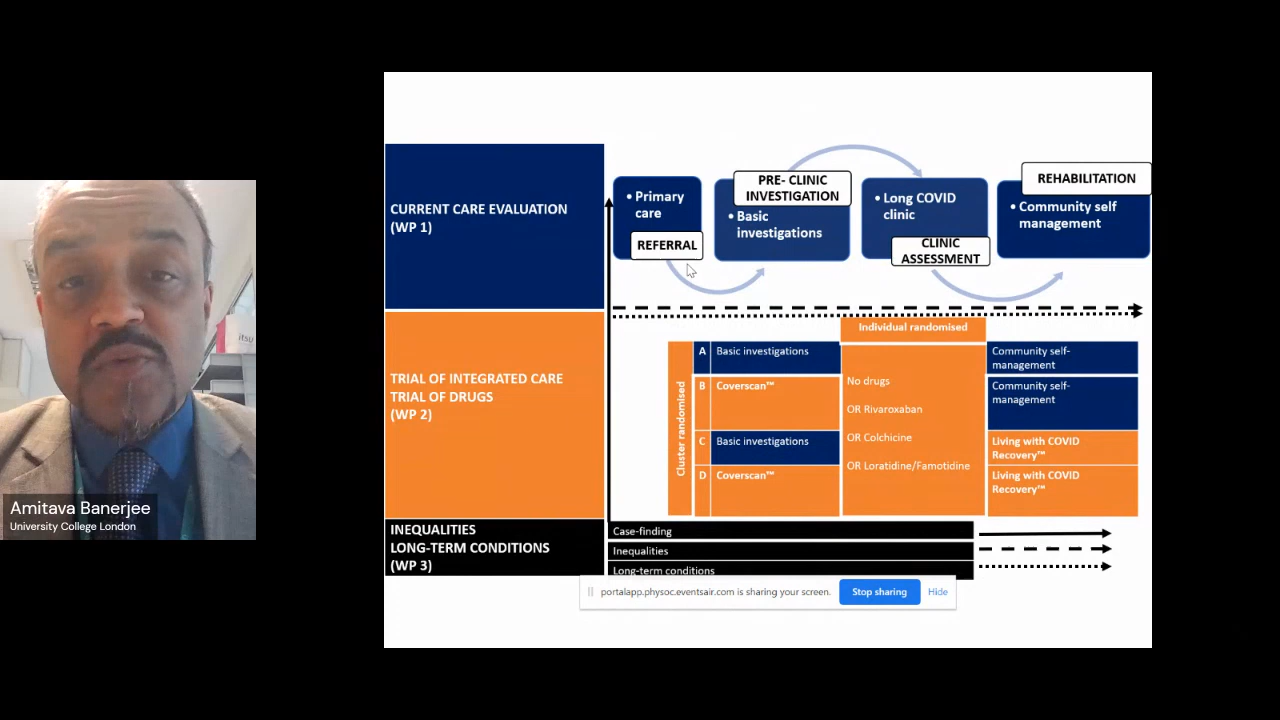 CURRENT CARE EVALUATION
(WP 1)
• Primary
care
REFERRAL
PRE- CLINIC
INVESTIGATION
• Basic
investigations
• Long COVID
clinic
CLINIC
ASSESSMENT
REHABILITATION
• Community self
management
TRIAL OF INTEGRATED CARE
TRIAL OF DRUGS
(WP 2)
Cluster randomised
Individual randomised
A Basic investigations
B Coverscan™
C Basic investigations
D Coverscan™
No drugs
OR Rivaroxaban
OR Colchicine
OR Loratidine/Famotidine
Community self-
management
Community self-
management
Living with COVID
Recovery™
Living with COVID
Recovery™
INEQUALITIES
LONG-TERM CONDITIONS
(WP 3)
Case-finding
Inequalities
Long-term conditions
portalapp.physoc.eventsair.com is sharing your screen.
Stop sharing
Hide
itsu
Amitava Banerjee
University College London